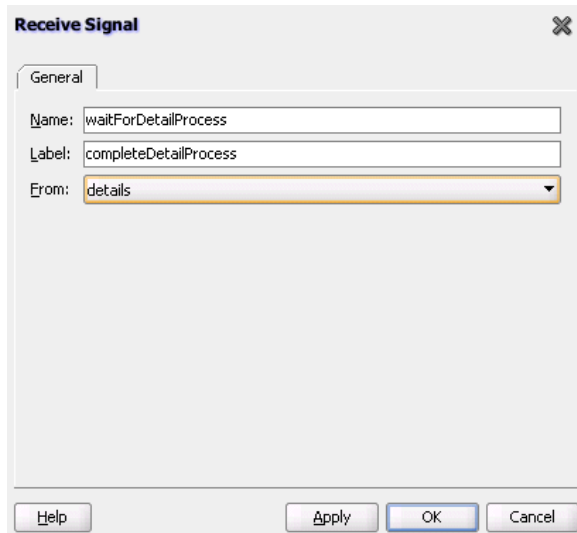 Receive Signal
General
Name: waitForDetailProcess
Label: completeDetailProcess
From: details
Help Apply OK Cancel